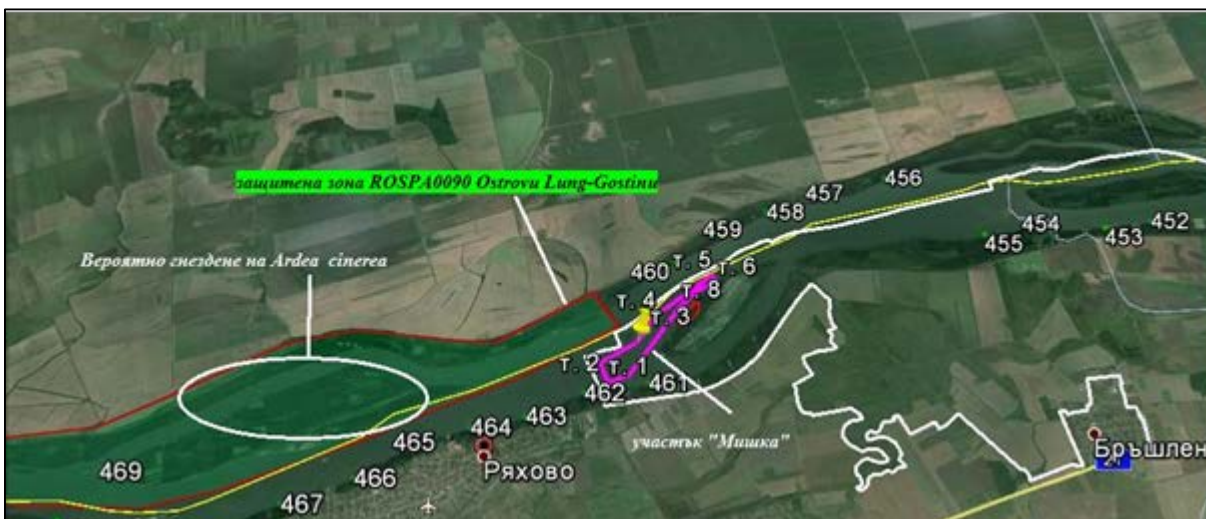 защитена зона ROSPA0090 Ostrovu Lung-Gostinu
Вероятно гнездене на Ardea cinerea
456
457
458
459
452
454
453
455
460
т. 5
т. 6
т. 8
т. 4
т. 3
т. 2
т. 1
461
462
463
464
465
466
467
469
участък "Мишка"
Ряхово
Бръшлен